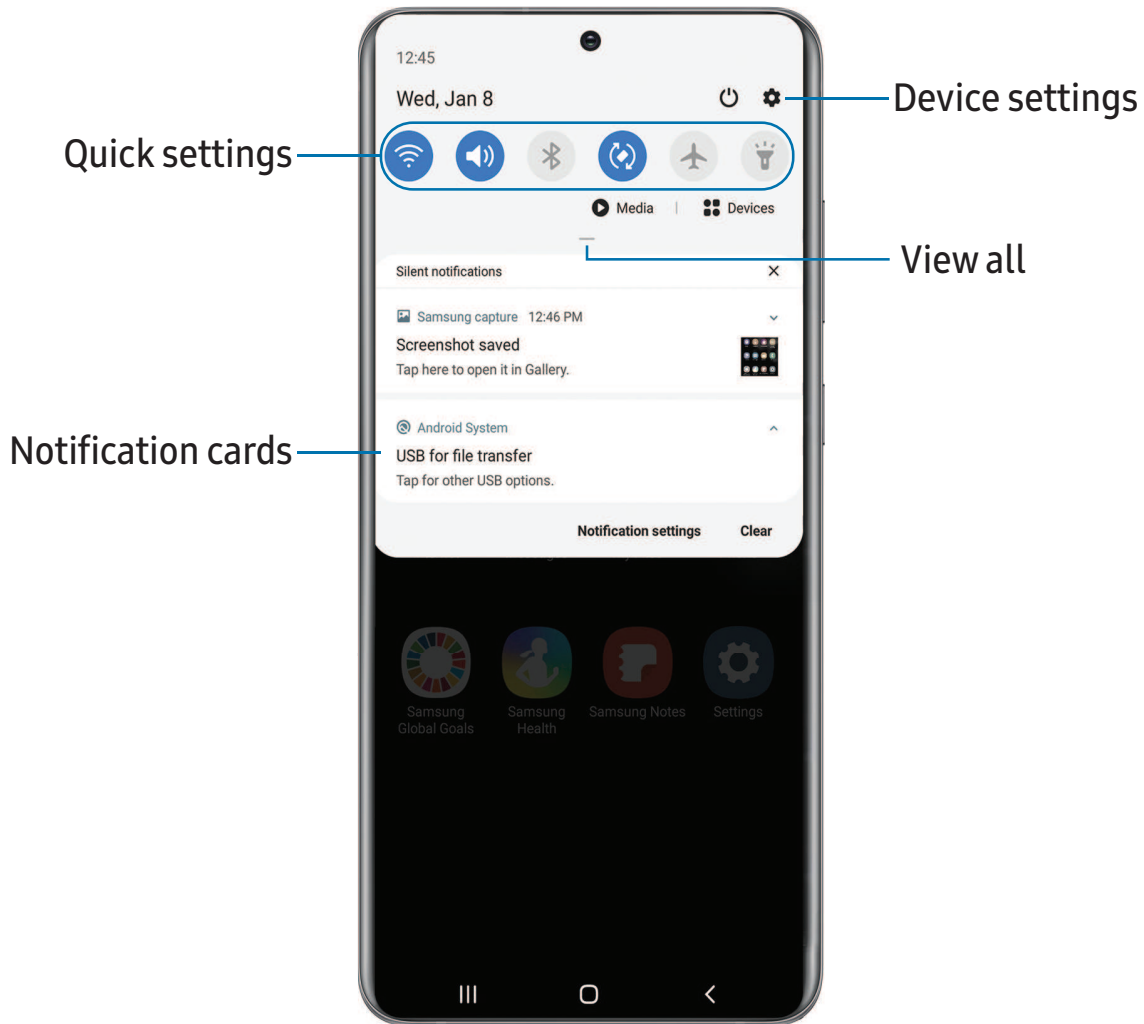 12:45
Wed, Jan 8
Device settings
Quick settings
Media
Devices
View all
Silent notifications
Samsung capture 12:46 PM
Screenshot saved
Tap here to open it in Gallery.
Android System
Notification cards
USB for file transfer
Tap for other USB options.
Notification settings Clear
Samsung Global Goals
Samsung Health
Samsung Notes
Settings